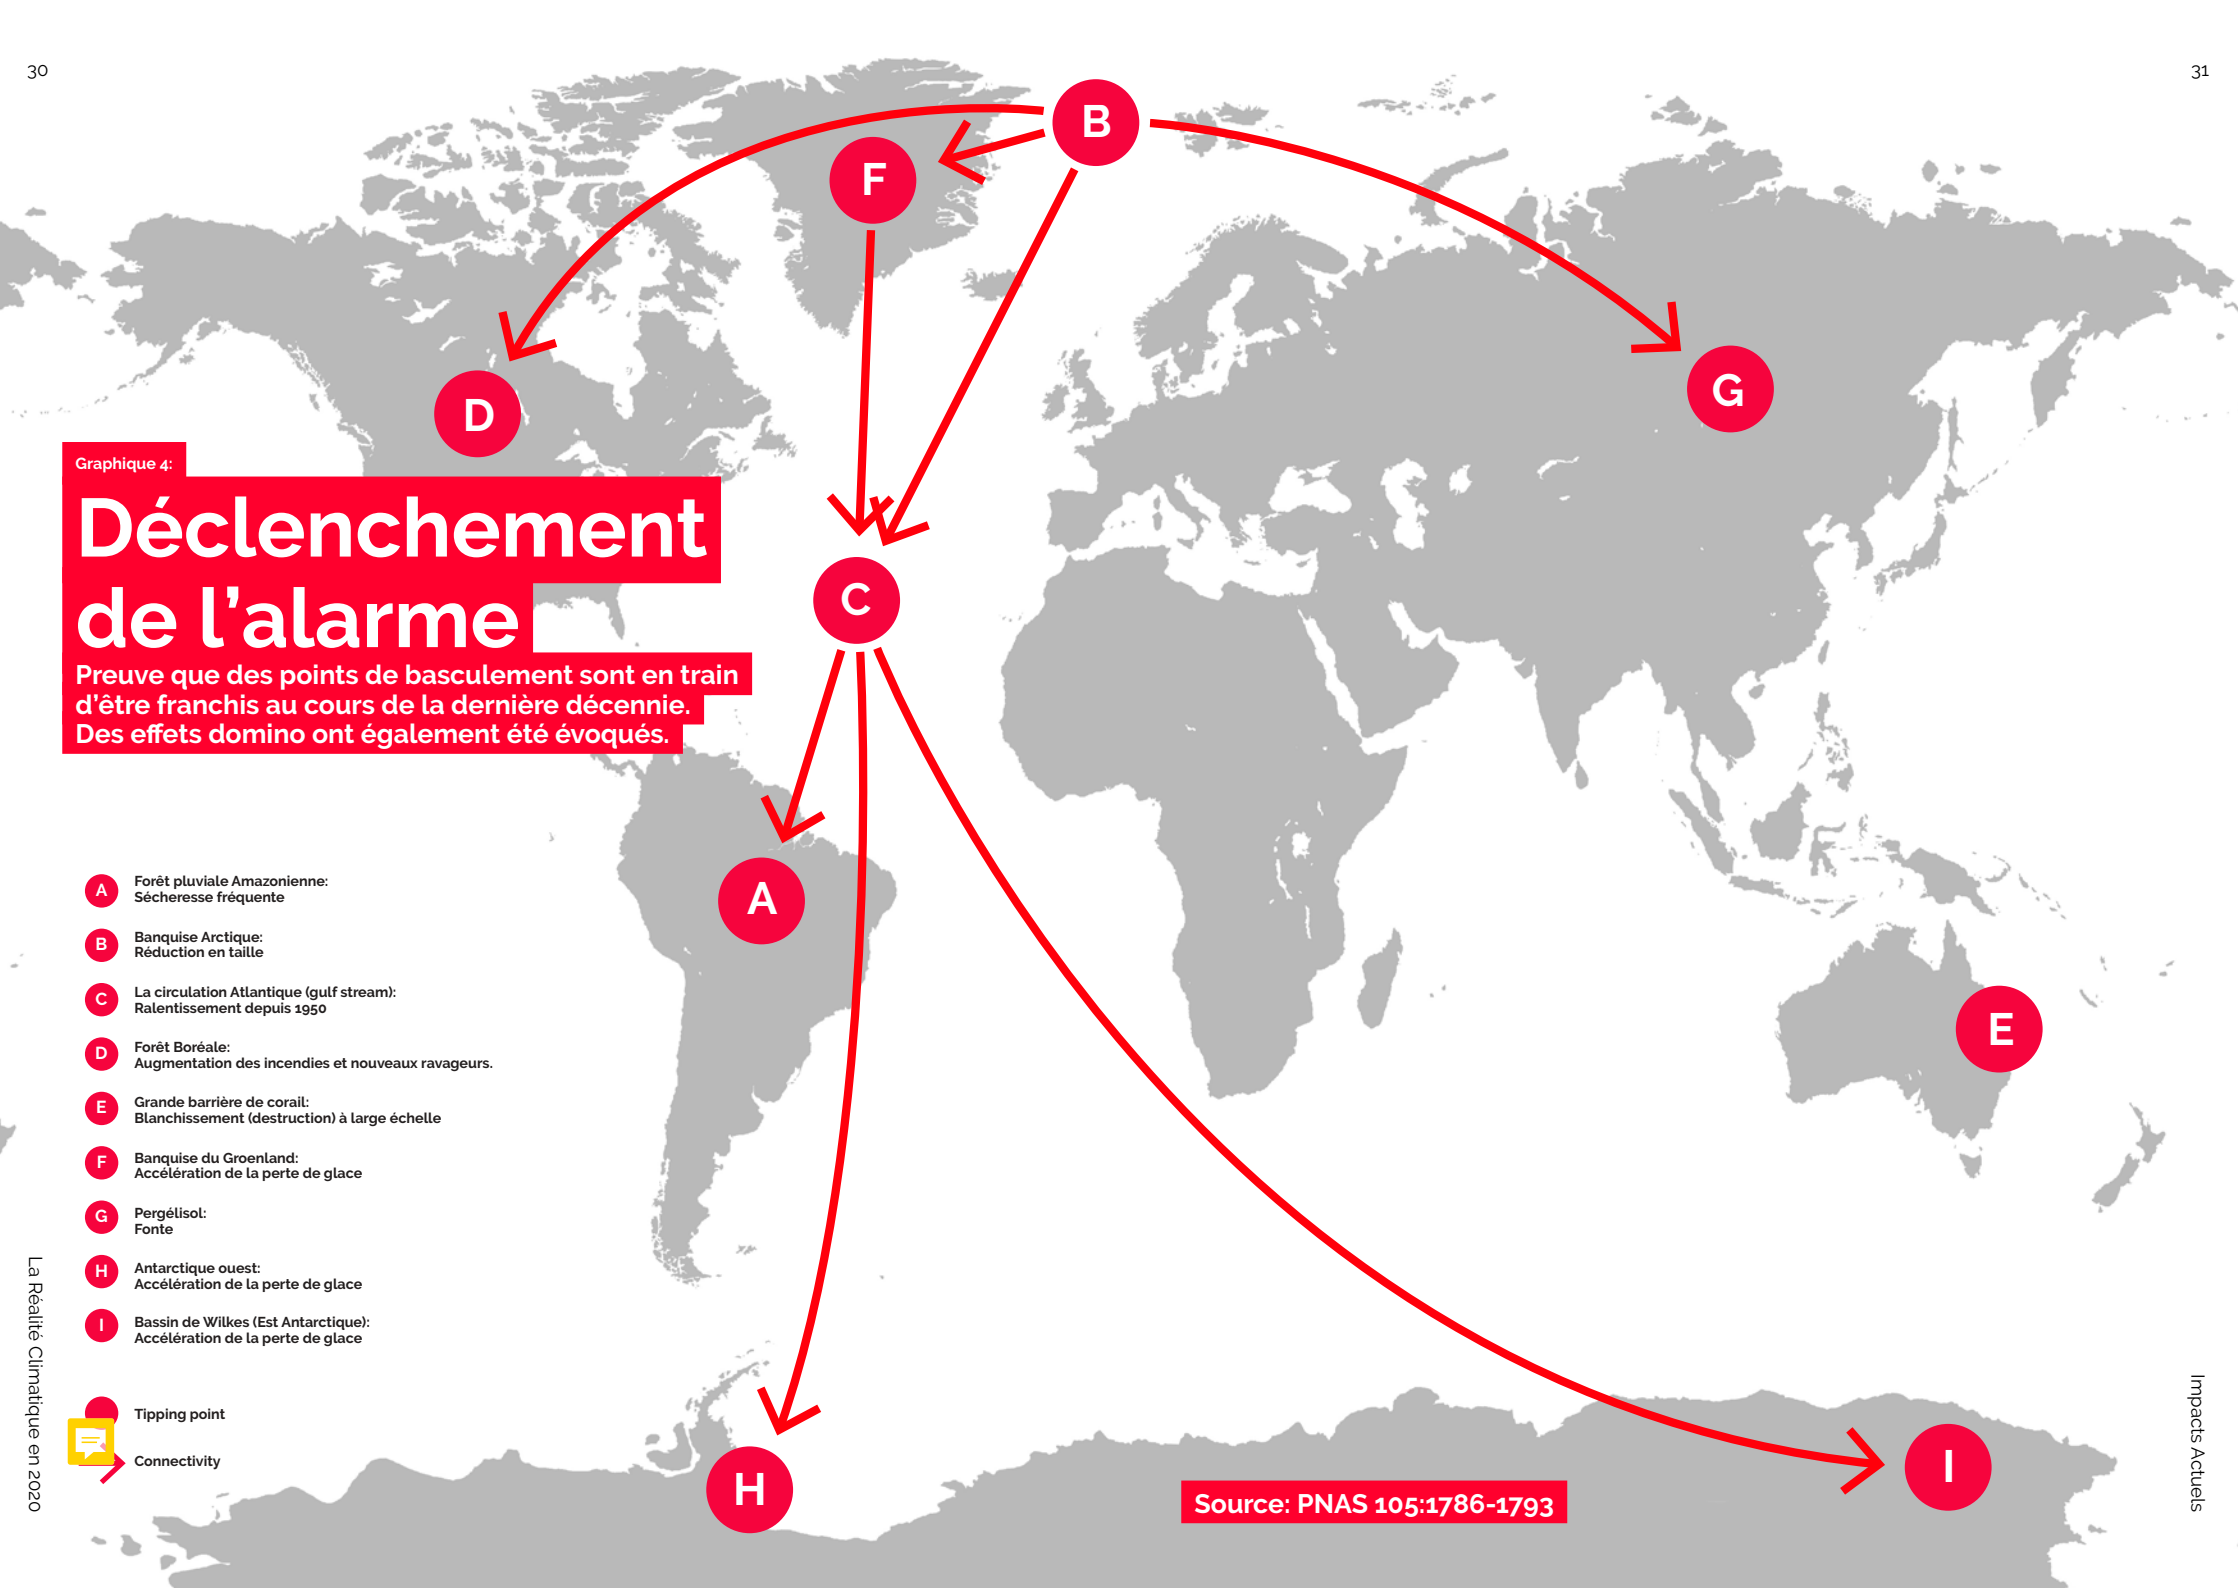 30
31
B
F
D
G
Graphique 4:
Déclenchement
de l’alarme
Preuve que des points de basculement sont en train
d’être franchis au cours de la dernière décennie.
Des effets domino ont également été évoqués.
C
A
E
H
I
A
Forêt pluviale Amazonienne:
Sécheresse fréquente
B
Banquise Arctique:
Réduction en taille
C
La circulation Atlantique (gulf stream):
Ralentissement depuis 1950
D
Forêt Boréale:
Augmentation des incendies et nouveaux ravageurs.
E
Grande barrière de corail:
Blanchissement (destruction) à large échelle
F
Banquise du Groenland:
Accélération de la perte de glace
G
Pergélisol:
Fonte
H
Antarctique ouest:
Accélération de la perte de glace
I
Bassin de Wilkes (Est Antarctique):
Accélération de la perte de glace
Tipping point
Connectivity
Source: PNAS 105:1786-1793
La Réalité Climatique en 2020
Impacts Actuels